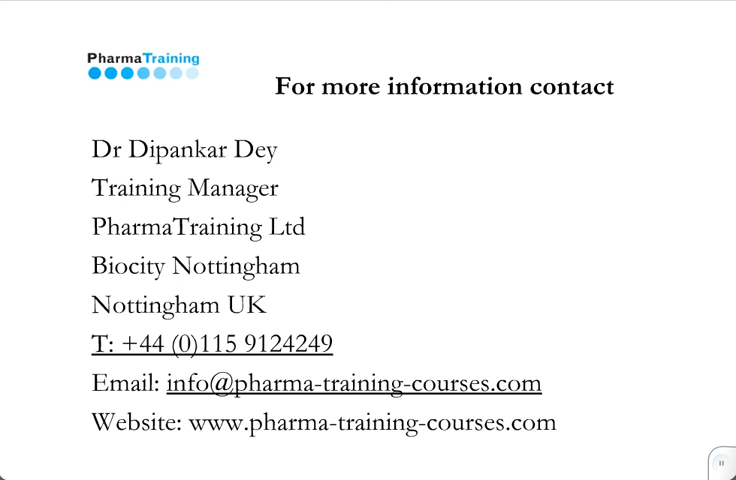 PharmaTraining
For more information contact
Dr Dipankar Dey
Training Manager
PharmaTraining Ltd
Biocity Nottingham
Nottingham UK
T: +44 (0)115 9124249
Email: info@pharma-training-courses.com
Website: www.pharma-training-courses.com